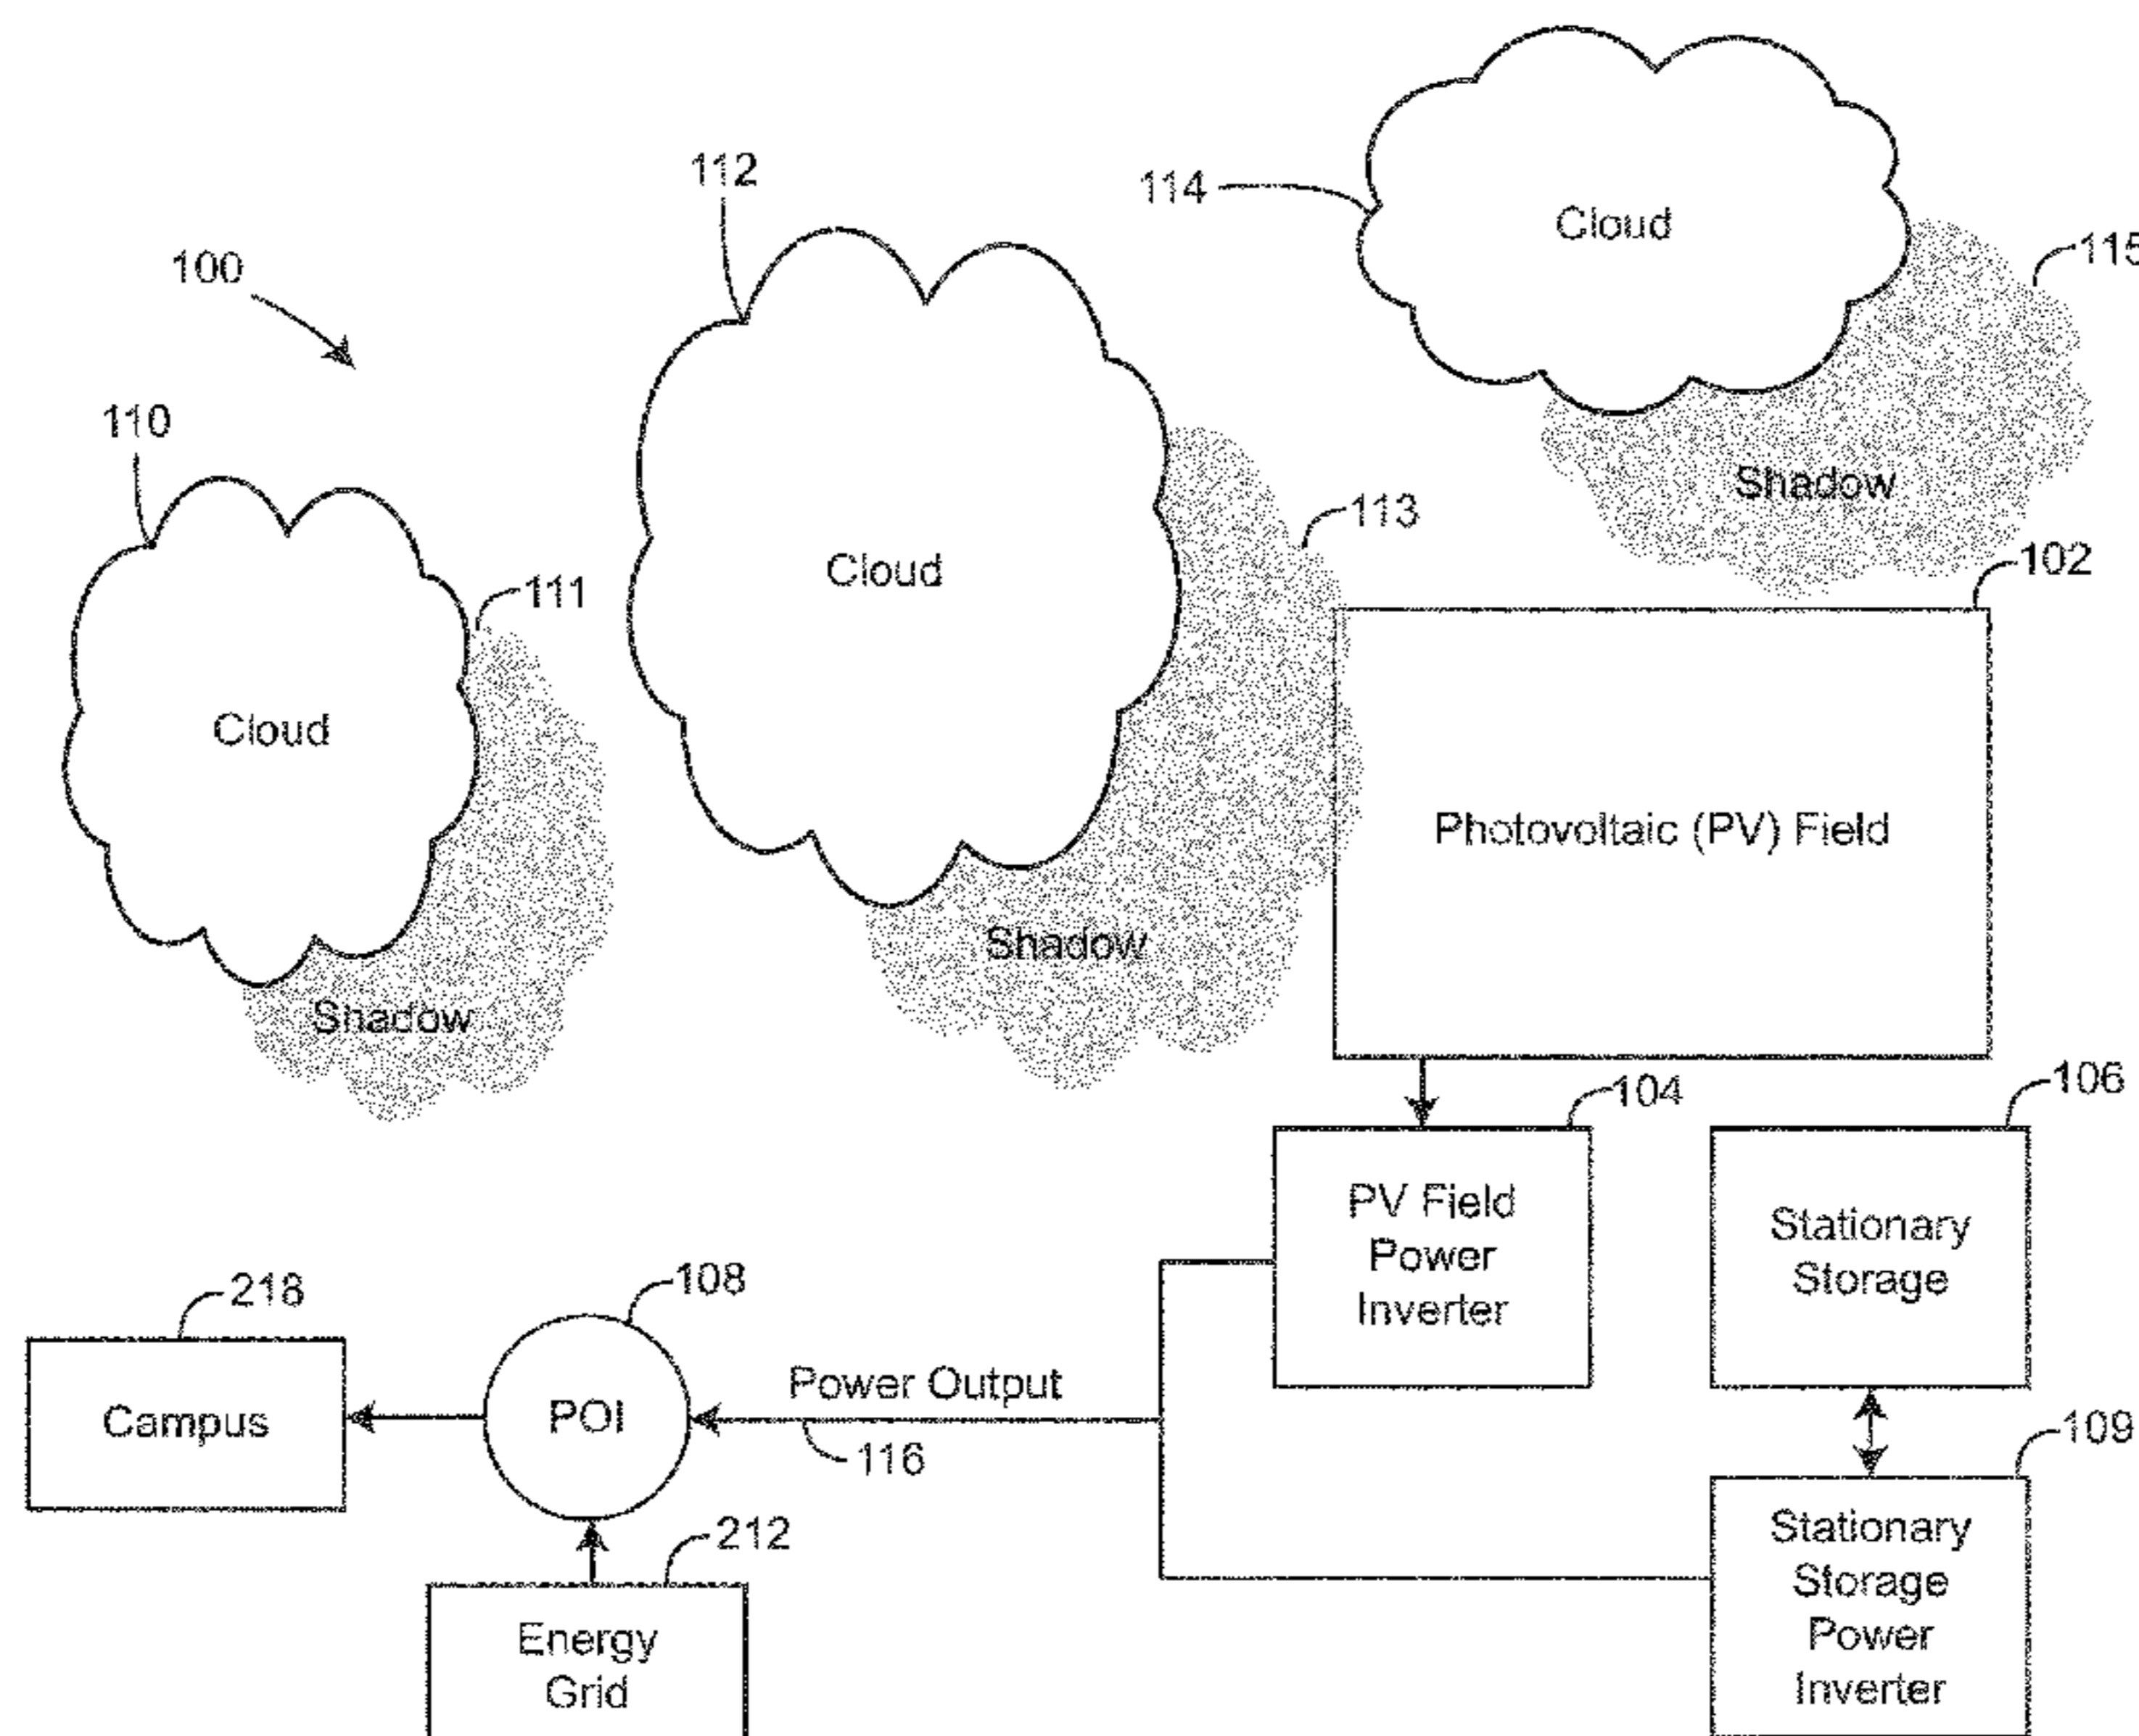 112
114
Cloud
115
100
110
Shadow
113
102
Cloud
111
Cloud
Photovoltaic (PV) Field
Shadow
Shadow
106
104
PV Field
Power
Inverter
Stationary
Storage
218
108
Power Output
116
Campus
POI
109
212
Stationary
Storage
Power
Inverter
Energy
Grid